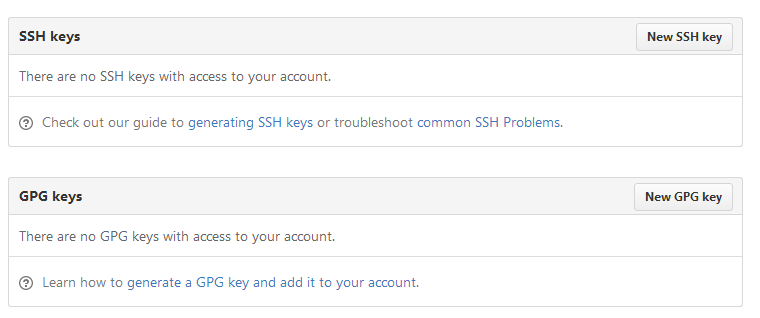 SSH keys
New SSH key
There are no SSH keys with access to your account.
Check out our guide to generating SSH keys or troubleshoot common SSH Problems.
GPG keys
New GPG key
There are no GPG keys with access to your account.
Learn how to generate a GPG key and add it to your account.